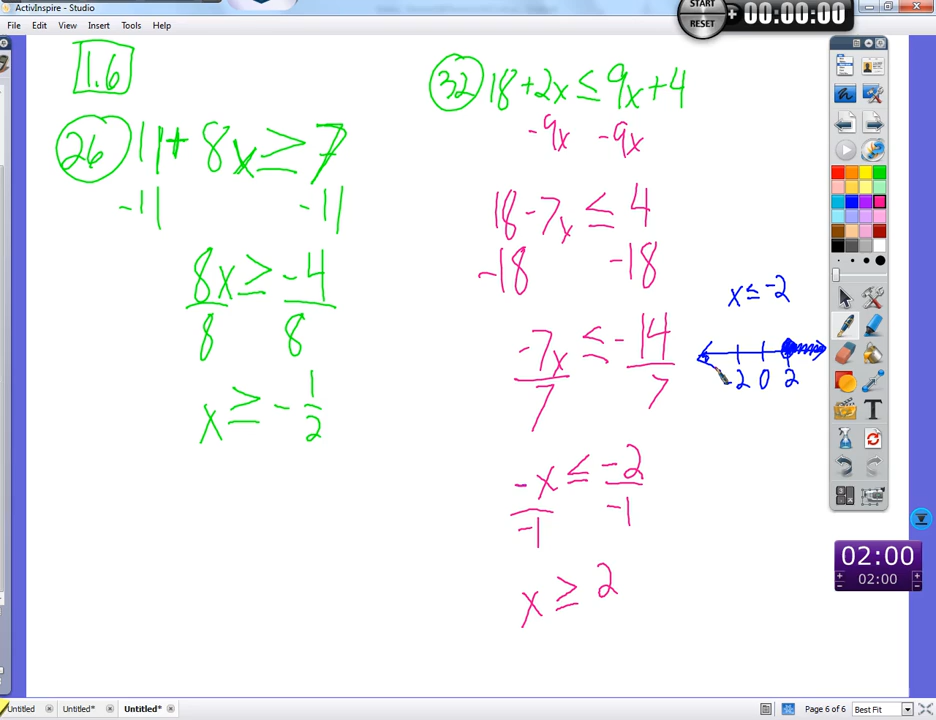 ActivInspire - Studio
File Edit View Insert Tools Help
START
RESET
+ 00:00:00
1.6
26 11+8x≥7
-11 -11
8x≥-4
8 8
x≥-1/2
32 18+2x≤9x+4
-9x -9x
18-7x≤4
-18 -18
-7x≤-14
7 7
-x≤-2
-1 -1
x≥2
x≤-2
-2 0 2
02:00
02:00
Untitled Untitled* Untitled*
Page 6 of 6 Best Fit